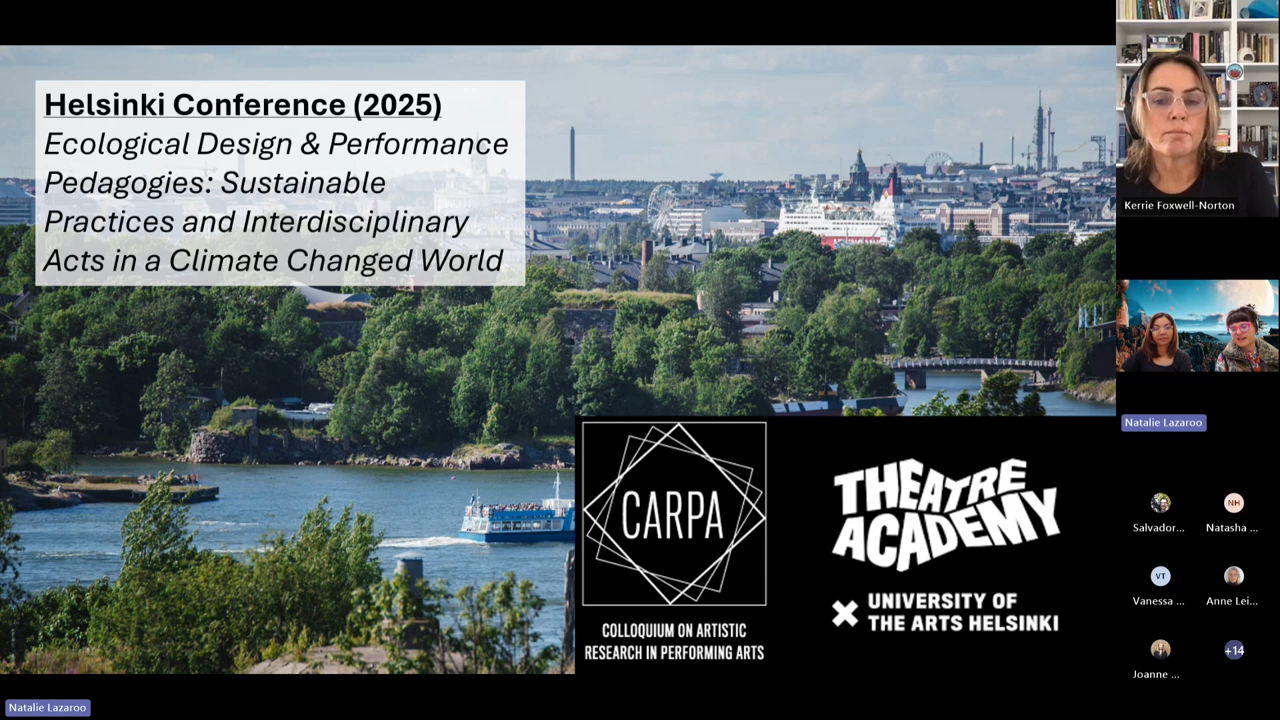 Helsinki Conference (2025)
Ecological Design & Performance
Pedagogies: Sustainable
Practices and Interdisciplinary
Acts in a Climate Changed World
CARPA
COLLOQUIUM ON ARTISTIC
RESEARCH IN PERFORMING ARTS
THEATRE
ACADEMY
UNIVERSITY OF
THE ARTS HELSINKI
Natalie Lazaroo
Kerrie Foxwell-Norton
Natalie Lazaroo
Salvador...
NH
Natasha ...
VT
Vanessa ...
Anne Lei...
Joanne ...
+14